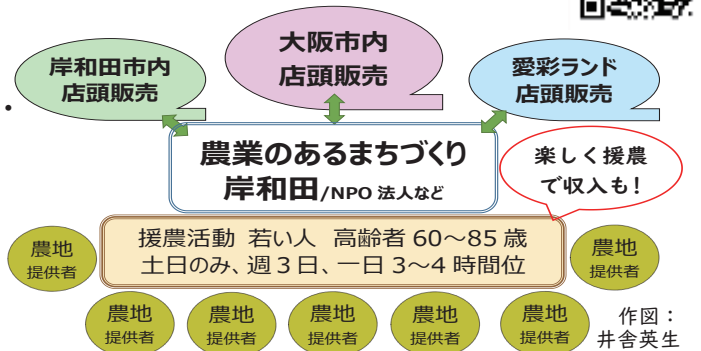 岸和田市内
店頭販売
大阪市内
店頭販売
愛彩ランド
店頭販売
農業のあるまちづくり
岸和田/NPO 法人など
楽しく援農
で収入も!
援農活動 若い人 高齢者 60～85 歳
土日のみ、週 3 日、一日 3～4 時間位
農地
提供者
農地
提供者
農地
提供者
農地
提供者
農地
提供者
農地
提供者
農地
提供者
作図：
井舎英生